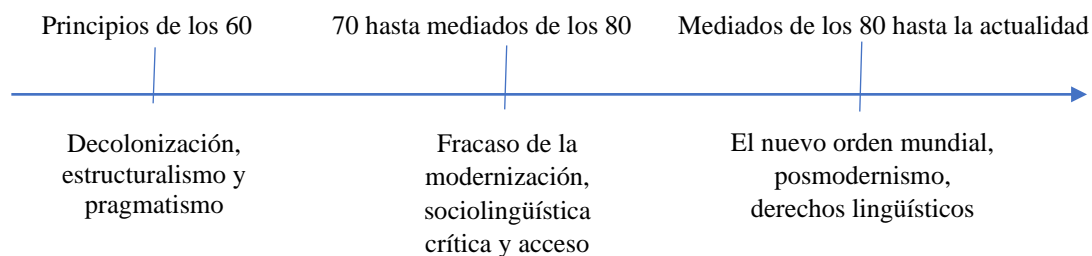 Principios de los 60
70 hasta mediados de los 80
Mediados de los 80 hasta la actualidad
Decolonización,
estructuralismo y
pragmatismo
Fracaso de la
modernización,
sociolingüística
crítica y acceso
El nuevo orden mundial,
posmodernismo,
derechos lingüísticos